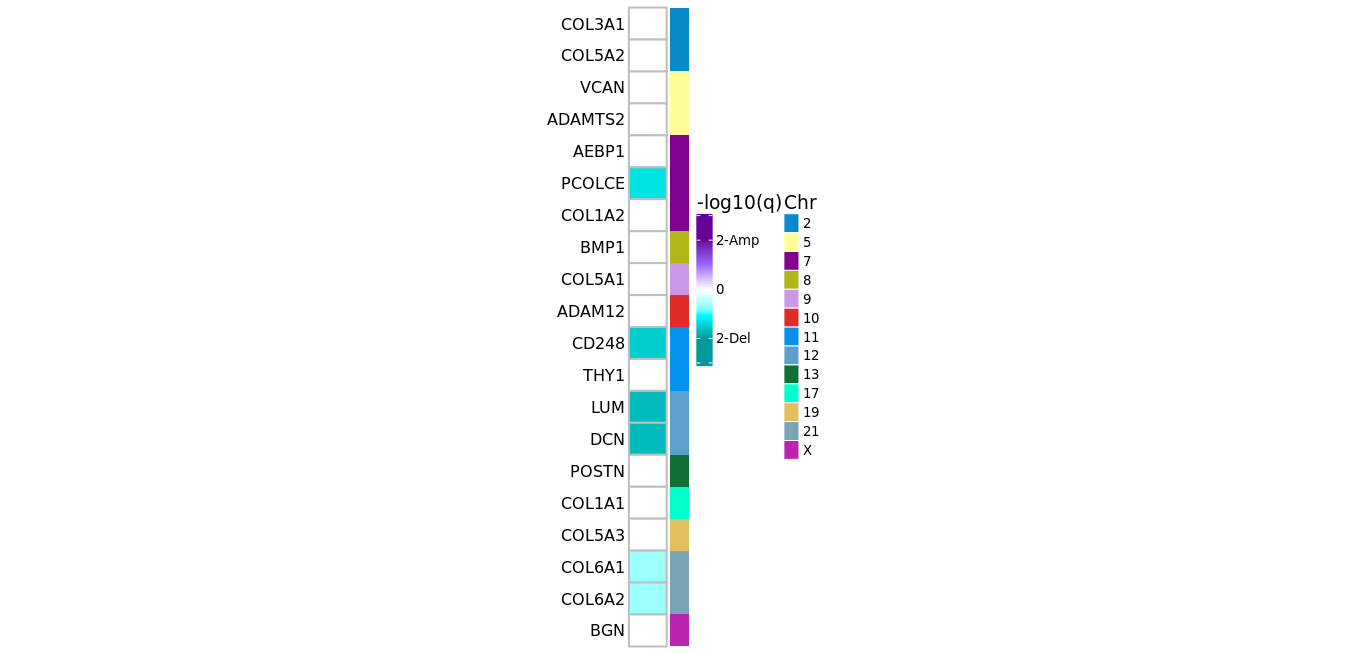 COL3A1
COL5A2
VCAN
ADAMTS2
AEBP1
PCOLCE
COL1A2
BMP1
COL5A1
ADAM12
CD248
THY1
LUM
DCN
POSTN
COL1A1
COL5A3
COL6A1
COL6A2
BGN
-log10(q)
2-Amp
0
2-Del
Chr
2
5
7
8
9
10
11
12
13
17
19
21
X